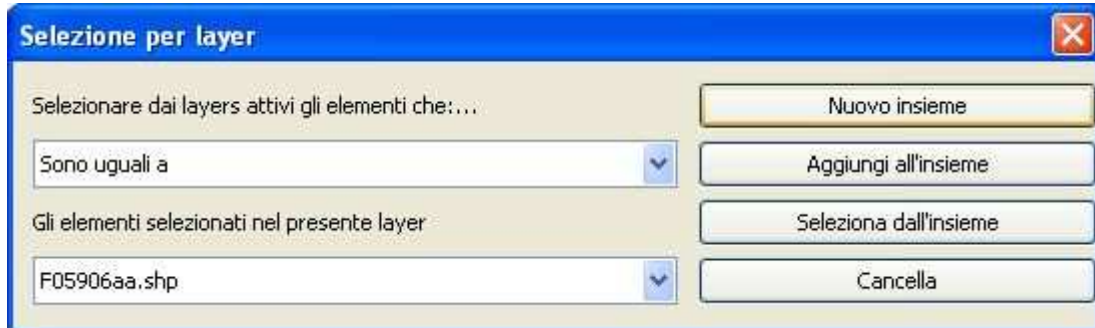 Selezione per layer
Selezionare dai layers attivi gli elementi che:...
Nuovo insieme
Sono uguali a
Aggiungi all'insieme
Gli elementi selezionati nel presente layer
Seleziona dall'insieme
F05906aa.shp
Cancella